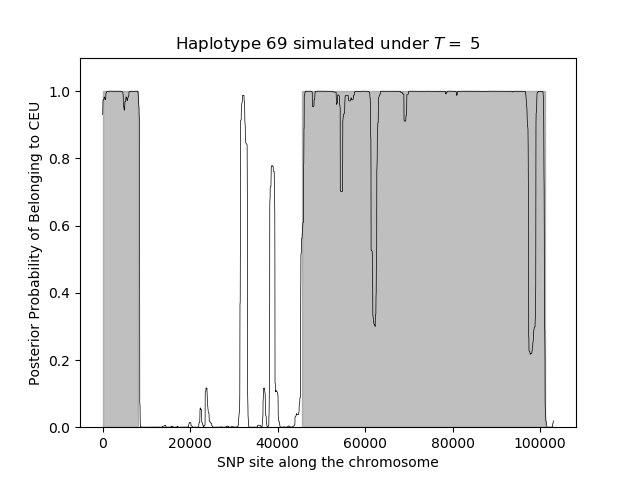 Haplotype 69 simulated under T = 5
Posterior Probability of Belonging to CEU
1.0
0.8
0.6
0.4
0.2
0.0
0 20000 40000 60000 80000 100000
SNP site along the chromosome